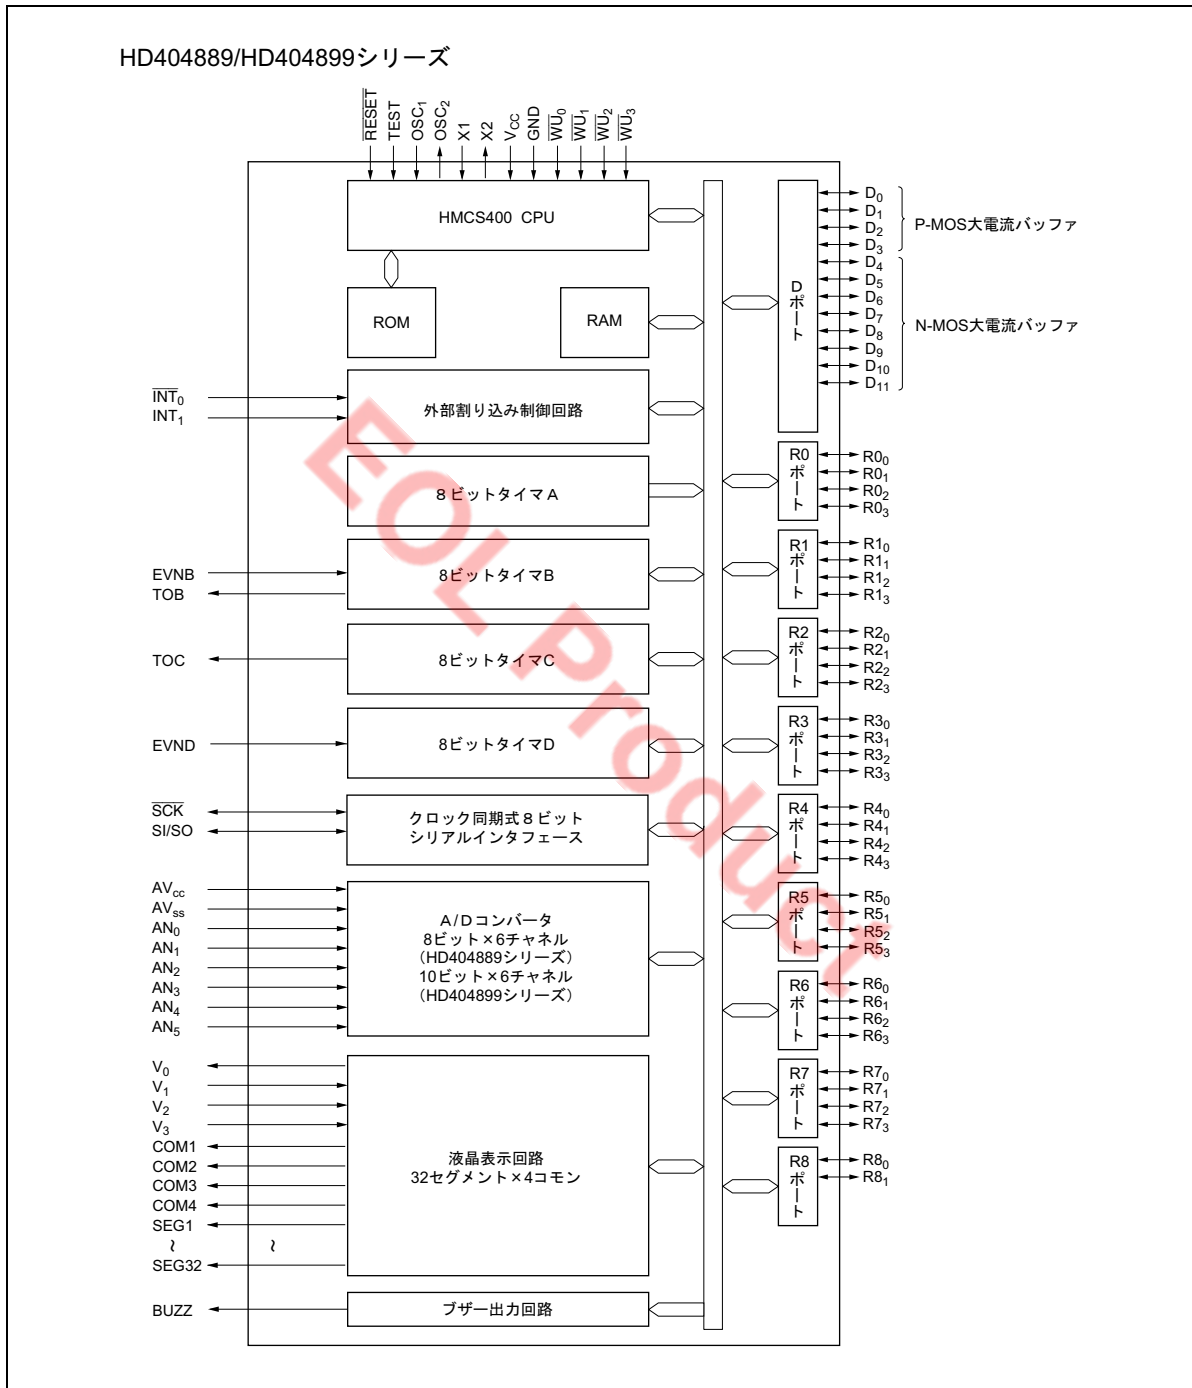 HD404889/HD404899シリーズ
RESET
TEST
OSC1
OSC2
X1
X2
VCC
GND
WU0
WU1
WU2
WU3
HMCS400 CPU
ROM
RAM
INT0
INT1
外部割り込み制御回路
8ビットタイマA
EVNB
TOB
8ビットタイマB
TOC
8ビットタイマC
EVND
8ビットタイマD
SCK
SI/SO
クロック同期式8ビット
シリアルインタフェース
AVcc
AVss
AN0
AN1
AN2
AN3
AN4
AN5
A/Dコンバータ
8ビット×6チャネル
(HD404889シリーズ)
10ビット×6チャネル
(HD404899シリーズ)
V0
V1
V2
V3
COM1
COM2
COM3
COM4
SEG1
~
SEG32
~
液晶表示回路
32セグメント×4コモン
BUZZ
ブザー出力回路
Dポート
D0
D1
D2
D3
D4
D5
D6
D7
D8
D9
D10
D11
P-MOS大電流バッファ
N-MOS大電流バッファ
R0ポート
R00
R01
R02
R03
R1ポート
R10
R11
R12
R13
R2ポート
R20
R21
R22
R23
R3ポート
R30
R31
R32
R33
R4ポート
R40
R41
R42
R43
R5ポート
R50
R51
R52
R53
R6ポート
R60
R61
R62
R63
R7ポート
R70
R71
R72
R73
R8ポート
R80
R81
EOL Product